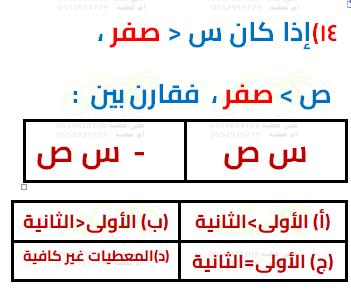 ١٤) إذا كان س < صفر ،
ص > صفر ، فقارن بين :
س ص
- س ص
(أ) الأولى>الثانية
(ب) الأولى<الثانية
(ج) الأولى=الثانية
(د) المعطيات غير كافية